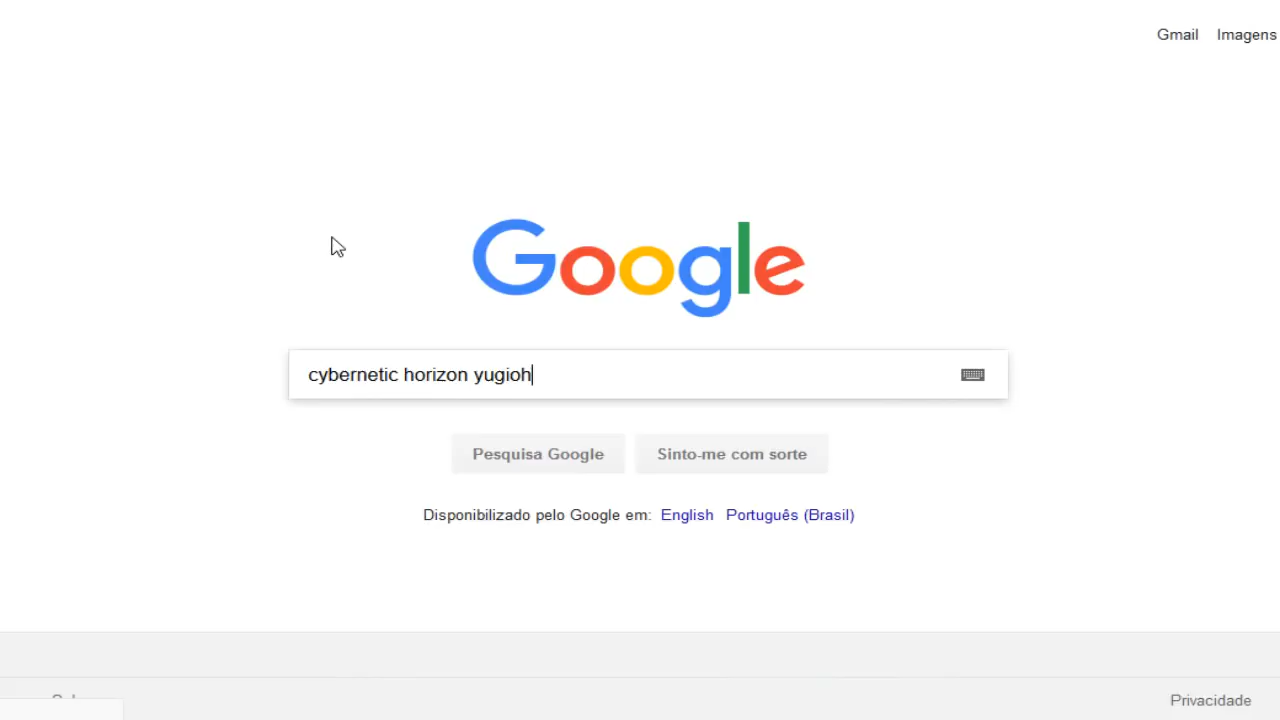 Gmail Imagens
Google
cybernetic horizon yugioh
Pesquisa Google Sinto-me com sorte
Disponibilizado pelo Google em: English Português (Brasil)
Privacidade